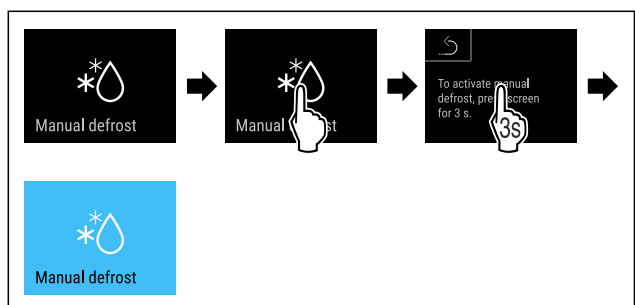 Manual defrost
Manual
To activate manual
defrost, press screen
for 3 s.
3s
Manual defrost